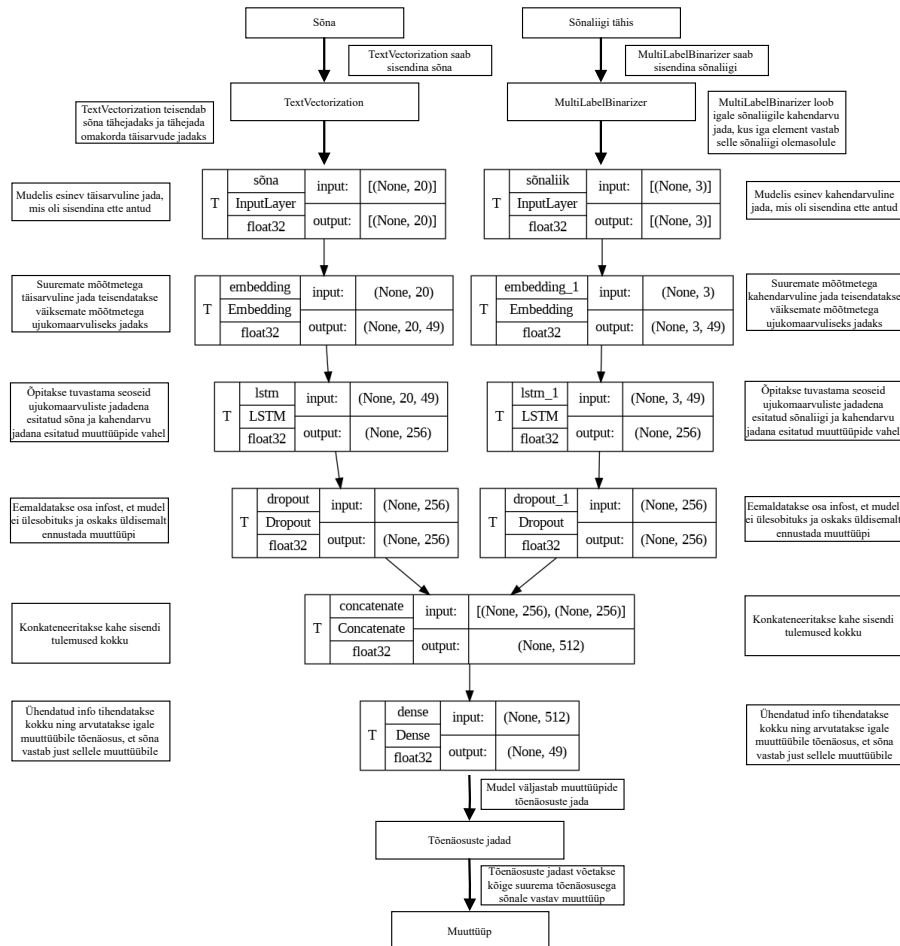 Sõna
Sõnaliigi tähis
TextVectorization saab
sisendina sõna
MultiLabelBinarizer saab
sisendina sõnaliigi
TextVectorization
MultiLabelBinarizer
TextVectorization teisendab
sõna tähejadaks ja tähejada
omakorda täisarvude jadaks
MultiLabelBinarizer loob
igale sõnaliigile kahendarvu
jada, kus iga element vastab
selle sõnaliigi olemasolule
Mudelis esinev täisarvuline jada,
mis oli sisendina ette antud
T
sõna
InputLayer
float32
input:
[(None, 20)]
output:
[(None, 20)]
T
sõnaliik
InputLayer
float32
input:
[(None, 3)]
output:
[(None, 3)]
Mudelis esinev kahendarvuline
jada, mis oli sisendina ette antud
Suuremate mõõtmetega
täisarvuline jada teisendatakse
väiksemate mõõtmetega
ujukomaarvuliseks jadaks
T
embedding
Embedding
float32
input:
(None, 20)
output:
(None, 20, 49)
T
embedding_1
Embedding
float32
input:
(None, 3)
output:
(None, 3, 49)
Suuremate mõõtmetega
kahendarvuline jada teisendatakse
väiksemate mõõtmetega
ujukomaarvuliseks jadaks
Õpitakse tuvastama seoseid
ujukomaarvuliste jadadena
esitatud sõna ja kahendarvu
jadana esitatud muuttüüpide vahel
T
lstm
LSTM
float32
input:
(None, 20, 49)
output:
(None, 256)
T
lstm_1
LSTM
float32
input:
(None, 3, 49)
output:
(None, 256)
Õpitakse tuvastama seoseid
ujukomaarvuliste jadadena
esitatud sõnaliigi ja kahendarvu
jadana esitatud muuttüüpide vahel
Eemaldatakse osa infost, et mudel
ei ülesobituks ja oskaks üldisemalt
ennustada muuttüüpi
T
dropout
Dropout
float32
input:
(None, 256)
output:
(None, 256)
T
dropout_1
Dropout
float32
input:
(None, 256)
output:
(None, 256)
Eemaldatakse osa infost, et mudel
ei ülesobituks ja oskaks üldisemalt
ennustada muuttüüpi
Konkateneeritakse kahe sisendi
tulemused kokku
T
concatenate
Concatenate
float32
input:
[(None, 256), (None, 256)]
output:
(None, 512)
Konkateneeritakse kahe sisendi
tulemused kokku
Ühendatud info tihendatakse
kokku ning arvutatakse igale
muuttüübile tõenäosus, et sõna
vastab just sellele muuttüübile
T
dense
Dense
float32
input:
(None, 512)
output:
(None, 49)
Ühendatud info tihendatakse
kokku ning arvutatakse igale
muuttüübile tõenäosus, et sõna
vastab just sellele muuttüübile
Mudel väljastab muuttüüpide
tõenäosuste jada
Tõenäosuste jadad
Tõenäosuste jadast võetakse
kõige suurema tõenäosusega
sõnale vastav muuttüüp
Muuttüüp